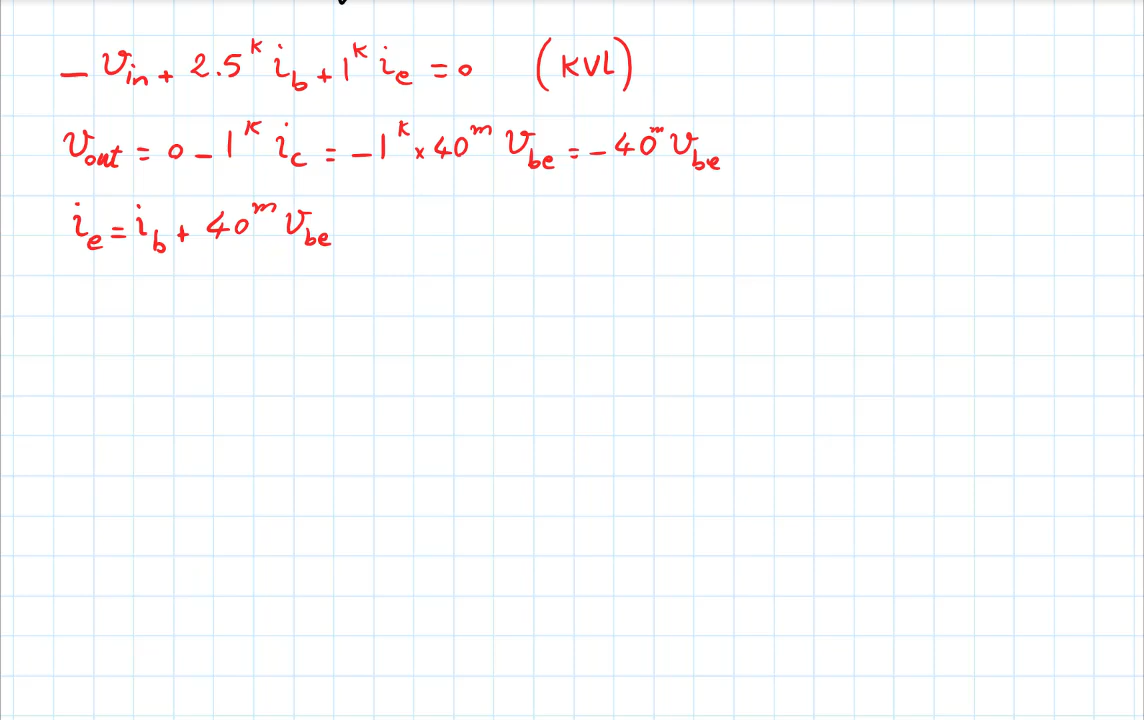 - Vin + 2.5^k i_b + 1^k i_e = 0 (KVL)
V_out = 0 - 1^k i_c = -1^k × 40^m V_be = -40^m V_be
i_e = i_b + 40^m V_be